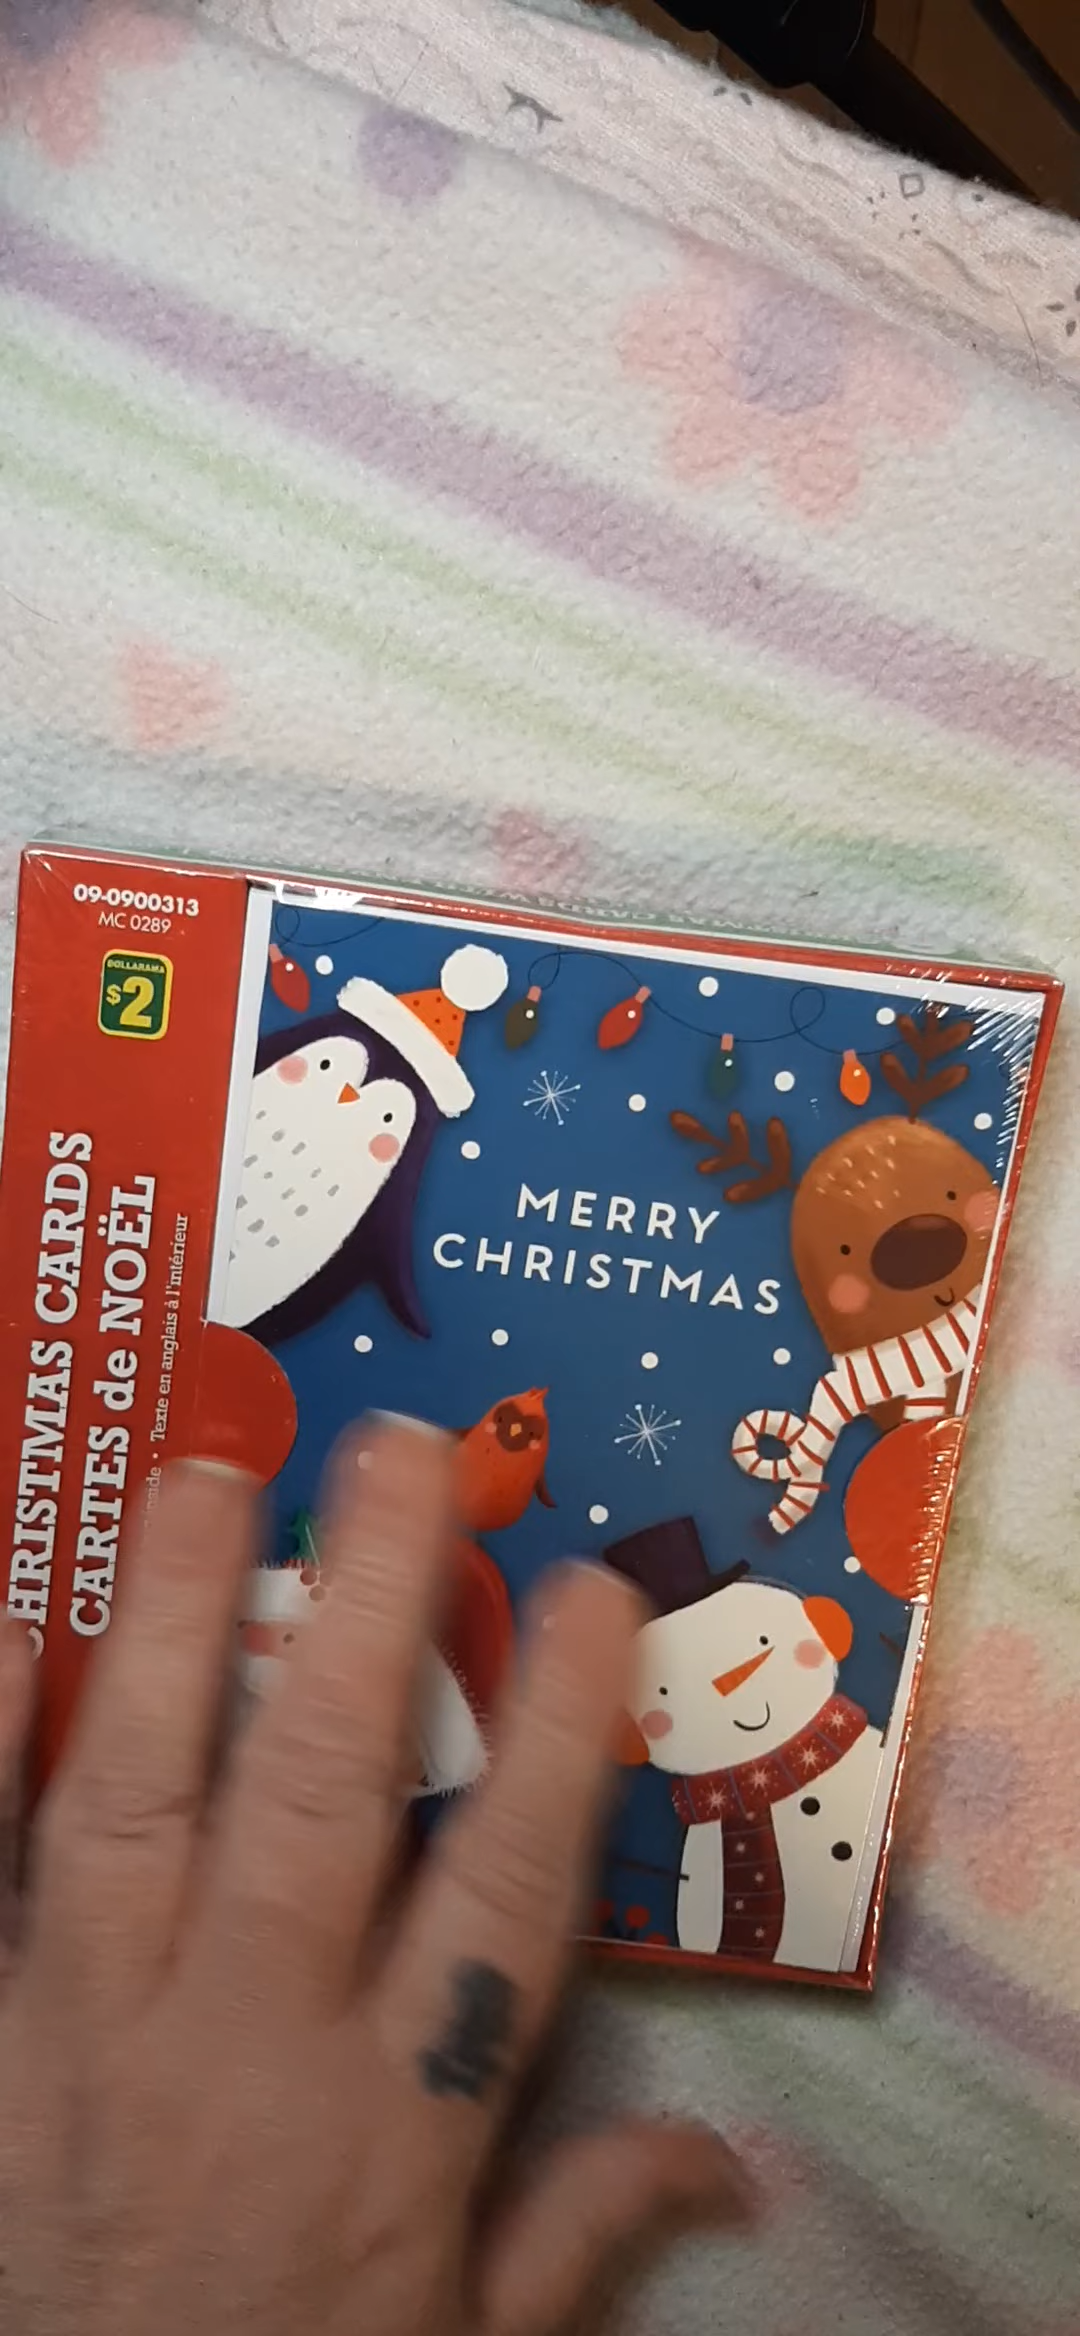 09-0900313
MC 0289
DOLLARAMA
$2
CHRISTMAS CARDS
CARTES de NOËL
Texte en anglais à l'intérieur
MERRY
CHRISTMAS